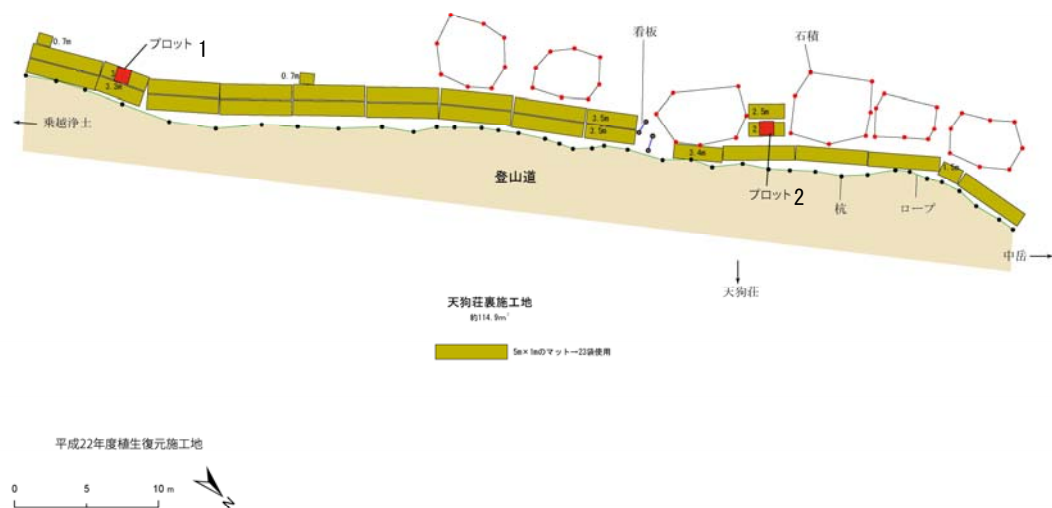 0.7m
プロット 1
3.3m
0.7m
看板
石積
3.5m
3.5m
3.5m
3.4m
1.5m
乗越浄土
登山道
プロット 2
杭
ロープ
中岳
天狗荘
天狗荘裏施工地
約114.9㎡
5m×1mのマット→23袋使用
平成22年度植生復元施工地
0 5 10 m
N